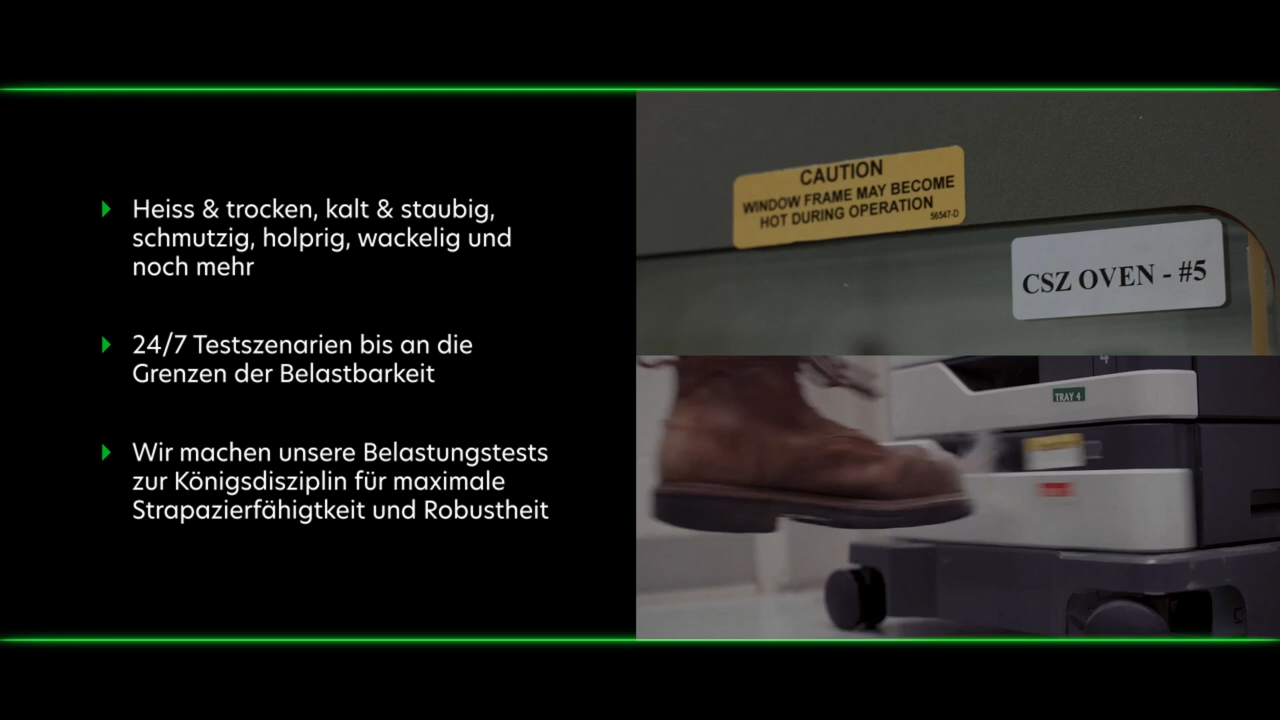 Heiss & trocken, kalt & staubig,
schmutzig, holprig, wackelig und
noch mehr
24/7 Testszenarien bis an die
Grenzen der Belastbarkeit
Wir machen unsere Belastungstests
zur Königsdisziplin für maximale
Strapazierfähigtkeit und Robustheit
CAUTION
WINDOW FRAME MAY BECOME
HOT DURING OPERATION
56547-D
CSZ OVEN - #5
4
TRAY 4